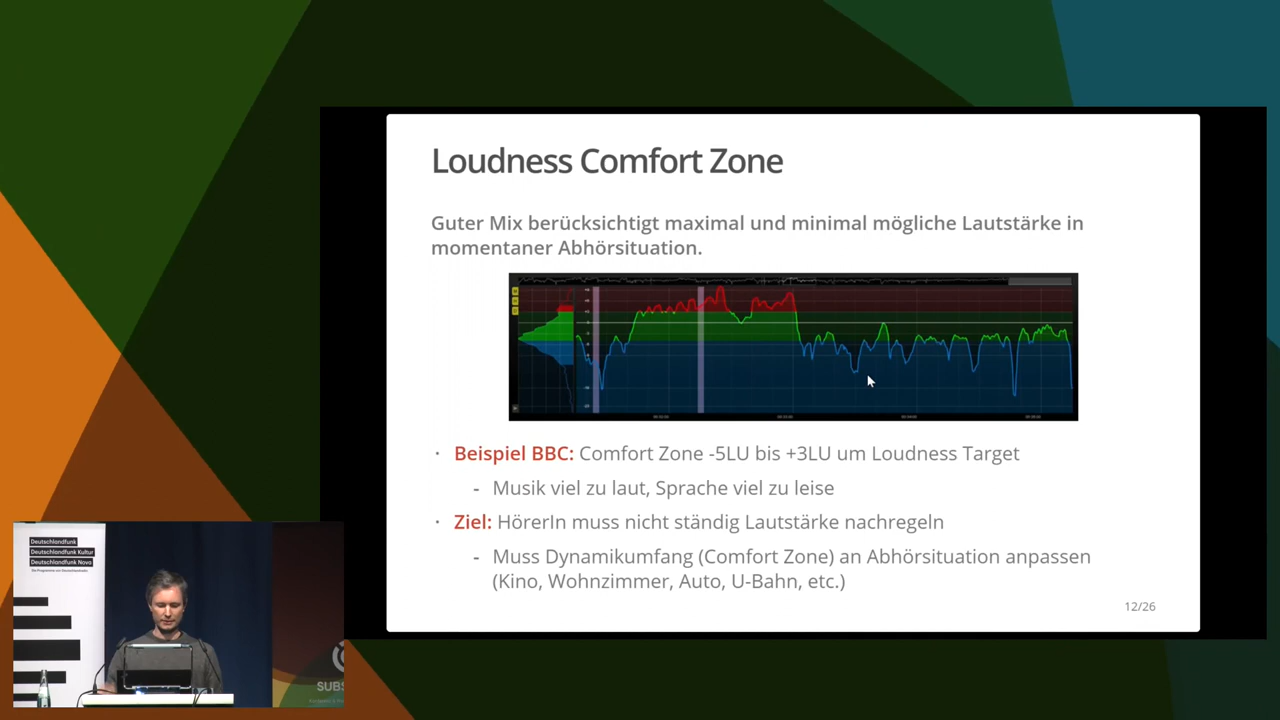 Loudness Comfort Zone
Guter Mix berücksichtigt maximal und minimal mögliche Lautstärke in
momentaner Abhörsituation.
· Beispiel BBC: Comfort Zone -5LU bis +3LU um Loudness Target
- Musik viel zu laut, Sprache viel zu leise
· Ziel: HörerIn muss nicht ständig Lautstärke nachregeln
- Muss Dynamikumfang (Comfort Zone) an Abhörsituation anpassen
(Kino, Wohnzimmer, Auto, U-Bahn, etc.)
12/26
Deutschlandfunk
Deutschlandfunk Kultur
Deutschlandfunk Nova
SUBS